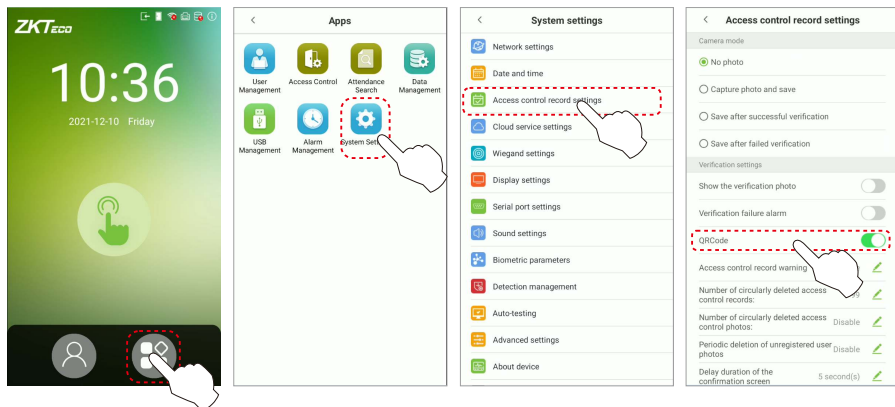 ZKTECO
10:36
2021-12-10 Friday
Apps
User
Management
Access Control
Attendance
Search
Data
Management
USB
Management
Alarm
Management
System
System settings
Network settings
Date and time
Access control record settings
Cloud service settings
Wiegand settings
Display settings
Serial port settings
Sound settings
Biometric parameters
Detection management
Auto-testing
Advanced settings
About device
Access control record settings
Camera mode
No photo
Capture photo and save
Save after successful verification
Save after failed verification
Verification settings
Show the verification photo
Verification failure alarm
QRCode
Access control record warning
Number of circularly deleted access
control records:
Number of circularly deleted access
control photos: Disable
Periodic deletion of unregistered user
photos Disable
Delay duration of the
confirmation screen 5 second(s)